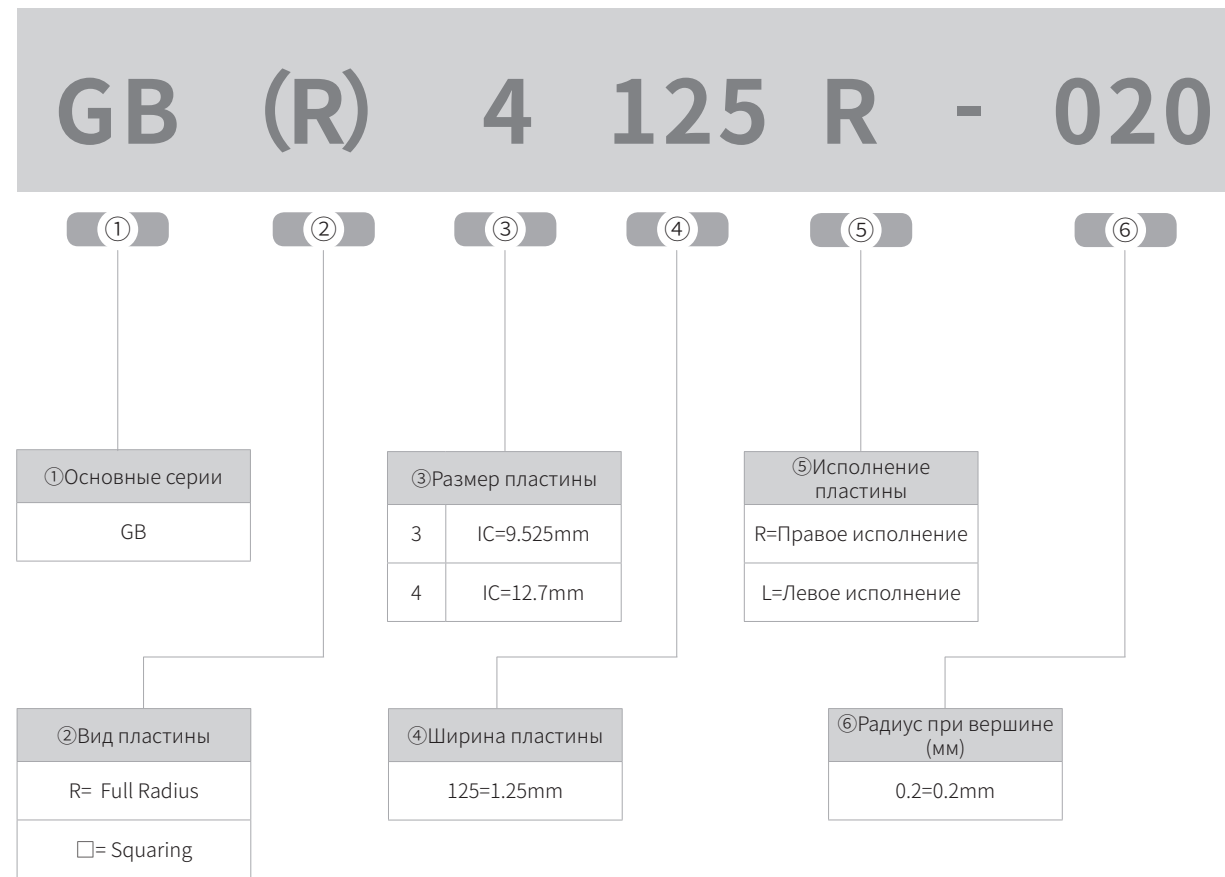 GB (R) 4 125 R - 020
① ② ③ ④ ⑤ ⑥
①Основные серии
GB
③Размер пластины
3 IC=9.525mm
4 IC=12.7mm
⑤Исполнение
пластины
R=Правое исполнение
L=Левое исполнение
②Вид пластины
R= Full Radius
□= Squaring
④Ширина пластины
125=1.25mm
⑥Радиус при вершине
(мм)
0.2=0.2mm